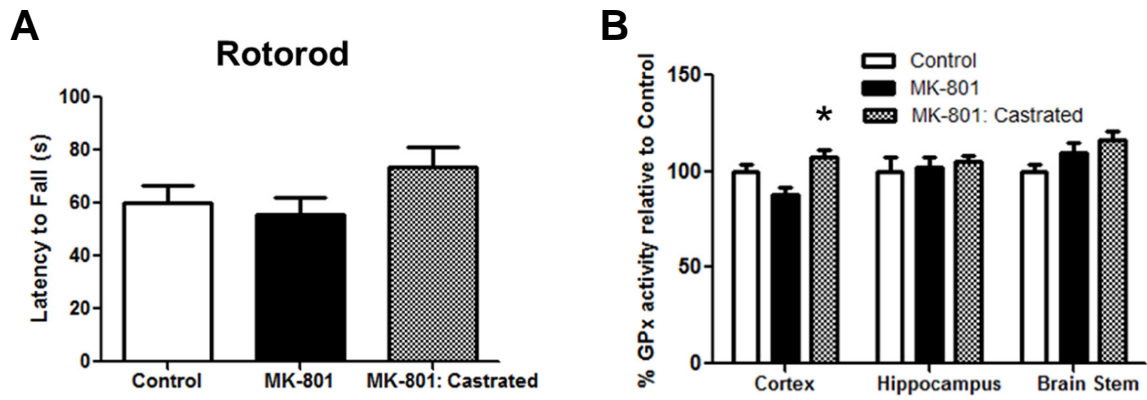 A
Rotorod
Latency to Fall (s)
100
80
60
40
20
0
Control MK-801 MK-801: Castrated
B
% GPx activity relative to Control
150
100
50
0
Control
MK-801
MK-801: Castrated
*
Cortex Hippocampus Brain Stem